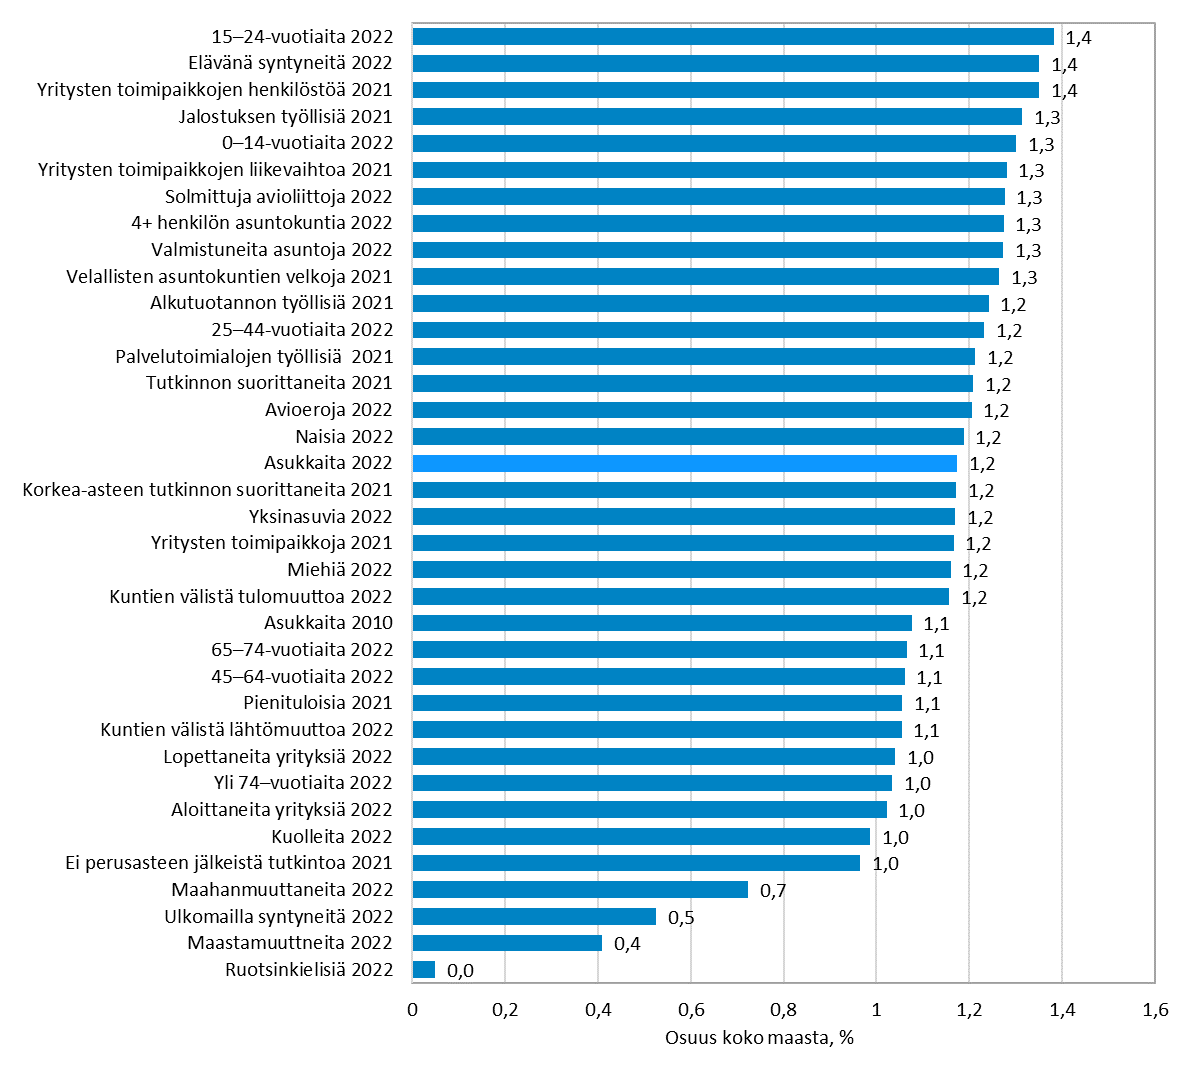 15–24-vuotiaita 2022 1,4
Elävänä syntyneitä 2022 1,4
Yritysten toimipaikkojen henkilöstöä 2021 1,4
Jalostuksen työllisiä 2021 1,3
0–14-vuotiaita 2022 1,3
Yritysten toimipaikkojen liikevaihtoa 2021 1,3
Solmittuja avioliittoja 2022 1,3
4+ henkilön asuntokuntia 2022 1,3
Valmistuneita asuntoja 2022 1,3
Velallisten asuntokuntien velkoja 2021 1,3
Alkutuotannon työllisiä 2021 1,2
25–44-vuotiaita 2022 1,2
Palvelutoimialojen työllisiä 2021 1,2
Tutkinnon suorittaneita 2021 1,2
Avioeroja 2022 1,2
Naisia 2022 1,2
Asukkaita 2022 1,2
Korkea-asteen tutkinnon suorittaneita 2021 1,2
Yksinasuvia 2022 1,2
Yritysten toimipaikkoja 2021 1,2
Miehiä 2022 1,2
Kuntien välistä tulomuuttoa 2022 1,2
Asukkaita 2010 1,1
65–74-vuotiaita 2022 1,1
45–64-vuotiaita 2022 1,1
Pienituloisia 2021 1,1
Kuntien välistä lähtömuuttoa 2022 1,1
Lopettaneita yrityksiä 2022 1,0
Yli 74–vuotiaita 2022 1,0
Aloittaneita yrityksiä 2022 1,0
Kuolleita 2022 1,0
Ei perusasteen jälkeistä tutkintoa 2021 1,0
Maahanmuuttaneita 2022 0,7
Ulkomailla syntyneitä 2022 0,5
Maastamuuttneita 2022 0,4
Ruotsinkielisiä 2022 0,0
0 0,2 0,4 0,6 0,8 1 1,2 1,4 1,6
Osuus koko maasta, %